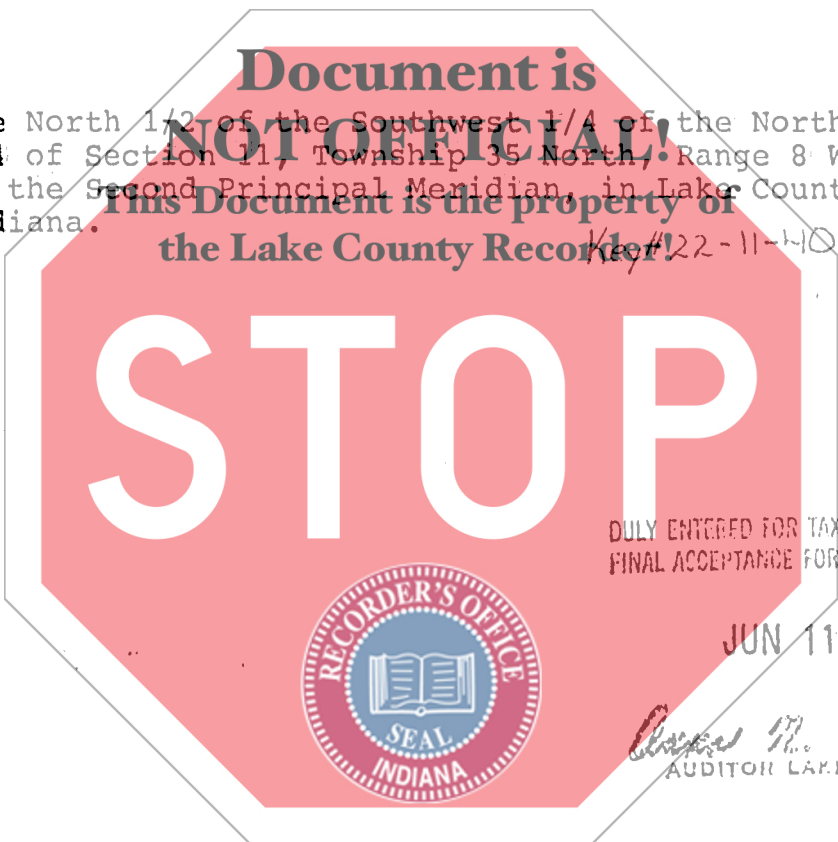 Document is
e North 1/2 of the Southwest 1/4 of the North
NOT OFFICIAL!
of Section 11, Township 35 North, Range 8 W
the Second Principal Meridian, in Lake Count
This Document is the property of
diana.
the Lake County Recorder!
Key# 22-11-40
STOP
DULY ENTERED FOR TAX
FINAL ACCEPTANCE FOR
JUN 11
RECORDER'S OFFICE
SEAL
INDIANA
AUDITOR LAKE